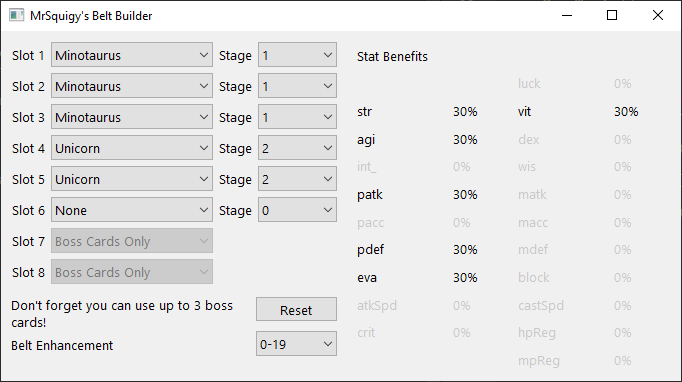 MrSquigy's Belt Builder
Slot 1 Minotaurus Stage 1
Slot 2 Minotaurus Stage 1
Slot 3 Minotaurus Stage 1
Slot 4 Unicorn Stage 2
Slot 5 Unicorn Stage 2
Slot 6 None Stage 0
Slot 7 Boss Cards Only
Slot 8 Boss Cards Only
Don't forget you can use up to 3 boss
cards!
Reset
Belt Enhancement 0-19
Stat Benefits
luck 0%
str 30% vit 30%
agi 30% dex 0%
int_ 0% wis 0%
patk 30% matk 0%
pacc 0% macc 0%
pdef 30% mdef 0%
eva 30% block 0%
atkSpd 0% castSpd 0%
crit 0% hpReg 0%
mpReg 0%